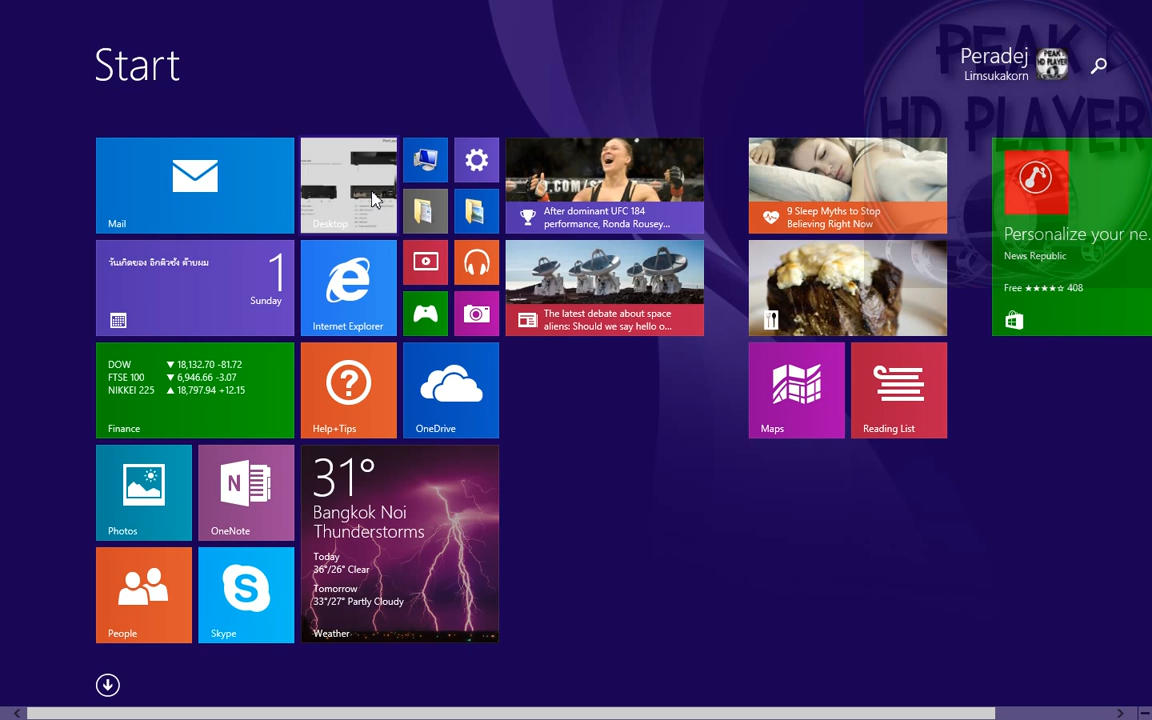 Start
PEAK
HD PLAYER
Peradej
Limsukakorn
Mail
Desktop
.COM/S
After dominant UFC 184
performance, Ronda Rousey...
9 Sleep Myths to Stop
Believing Right Now
Personalize your ne.
News Republic
Free ★★★★☆ 408
วันเกิดของ อิกคิวซัง ต้าบผม
1
Sunday
Internet Explorer
The latest debate about space
aliens: Should we say hello o...
DOW ▼ 18,132.70 -81.72
FTSE 100 ▼ 6,946.66 -3.07
NIKKEI 225 ▲ 18,797.94 +12.15
Finance
Help+Tips
OneDrive
Maps
Reading List
Photos
N
OneNote
31°
Bangkok Noi
Thunderstorms
Today
36°/26° Clear
Tomorrow
33°/27° Partly Cloudy
Weather
People
S
Skype